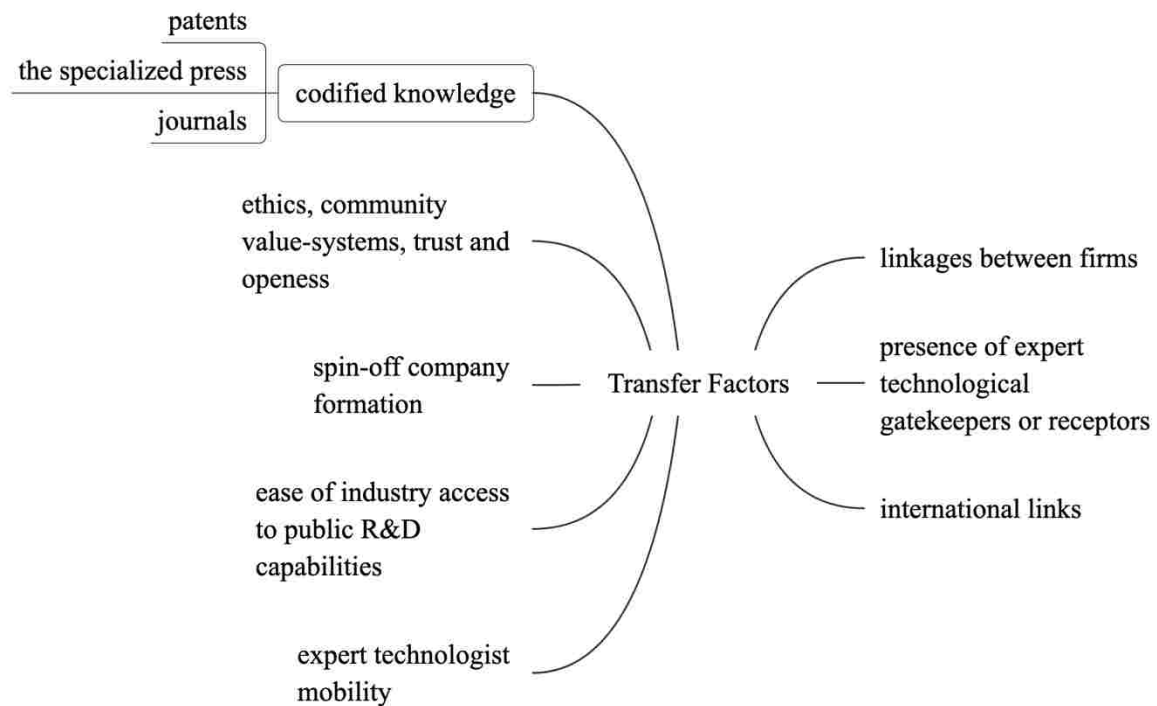 patents
the specialized press
journals
codified knowledge
ethics, community
value-systems, trust and
openess
spin-off company
formation
ease of industry access
to public R&D
capabilities
expert technologist
mobility
Transfer Factors
linkages between firms
presence of expert
technological
gatekeepers or receptors
international links